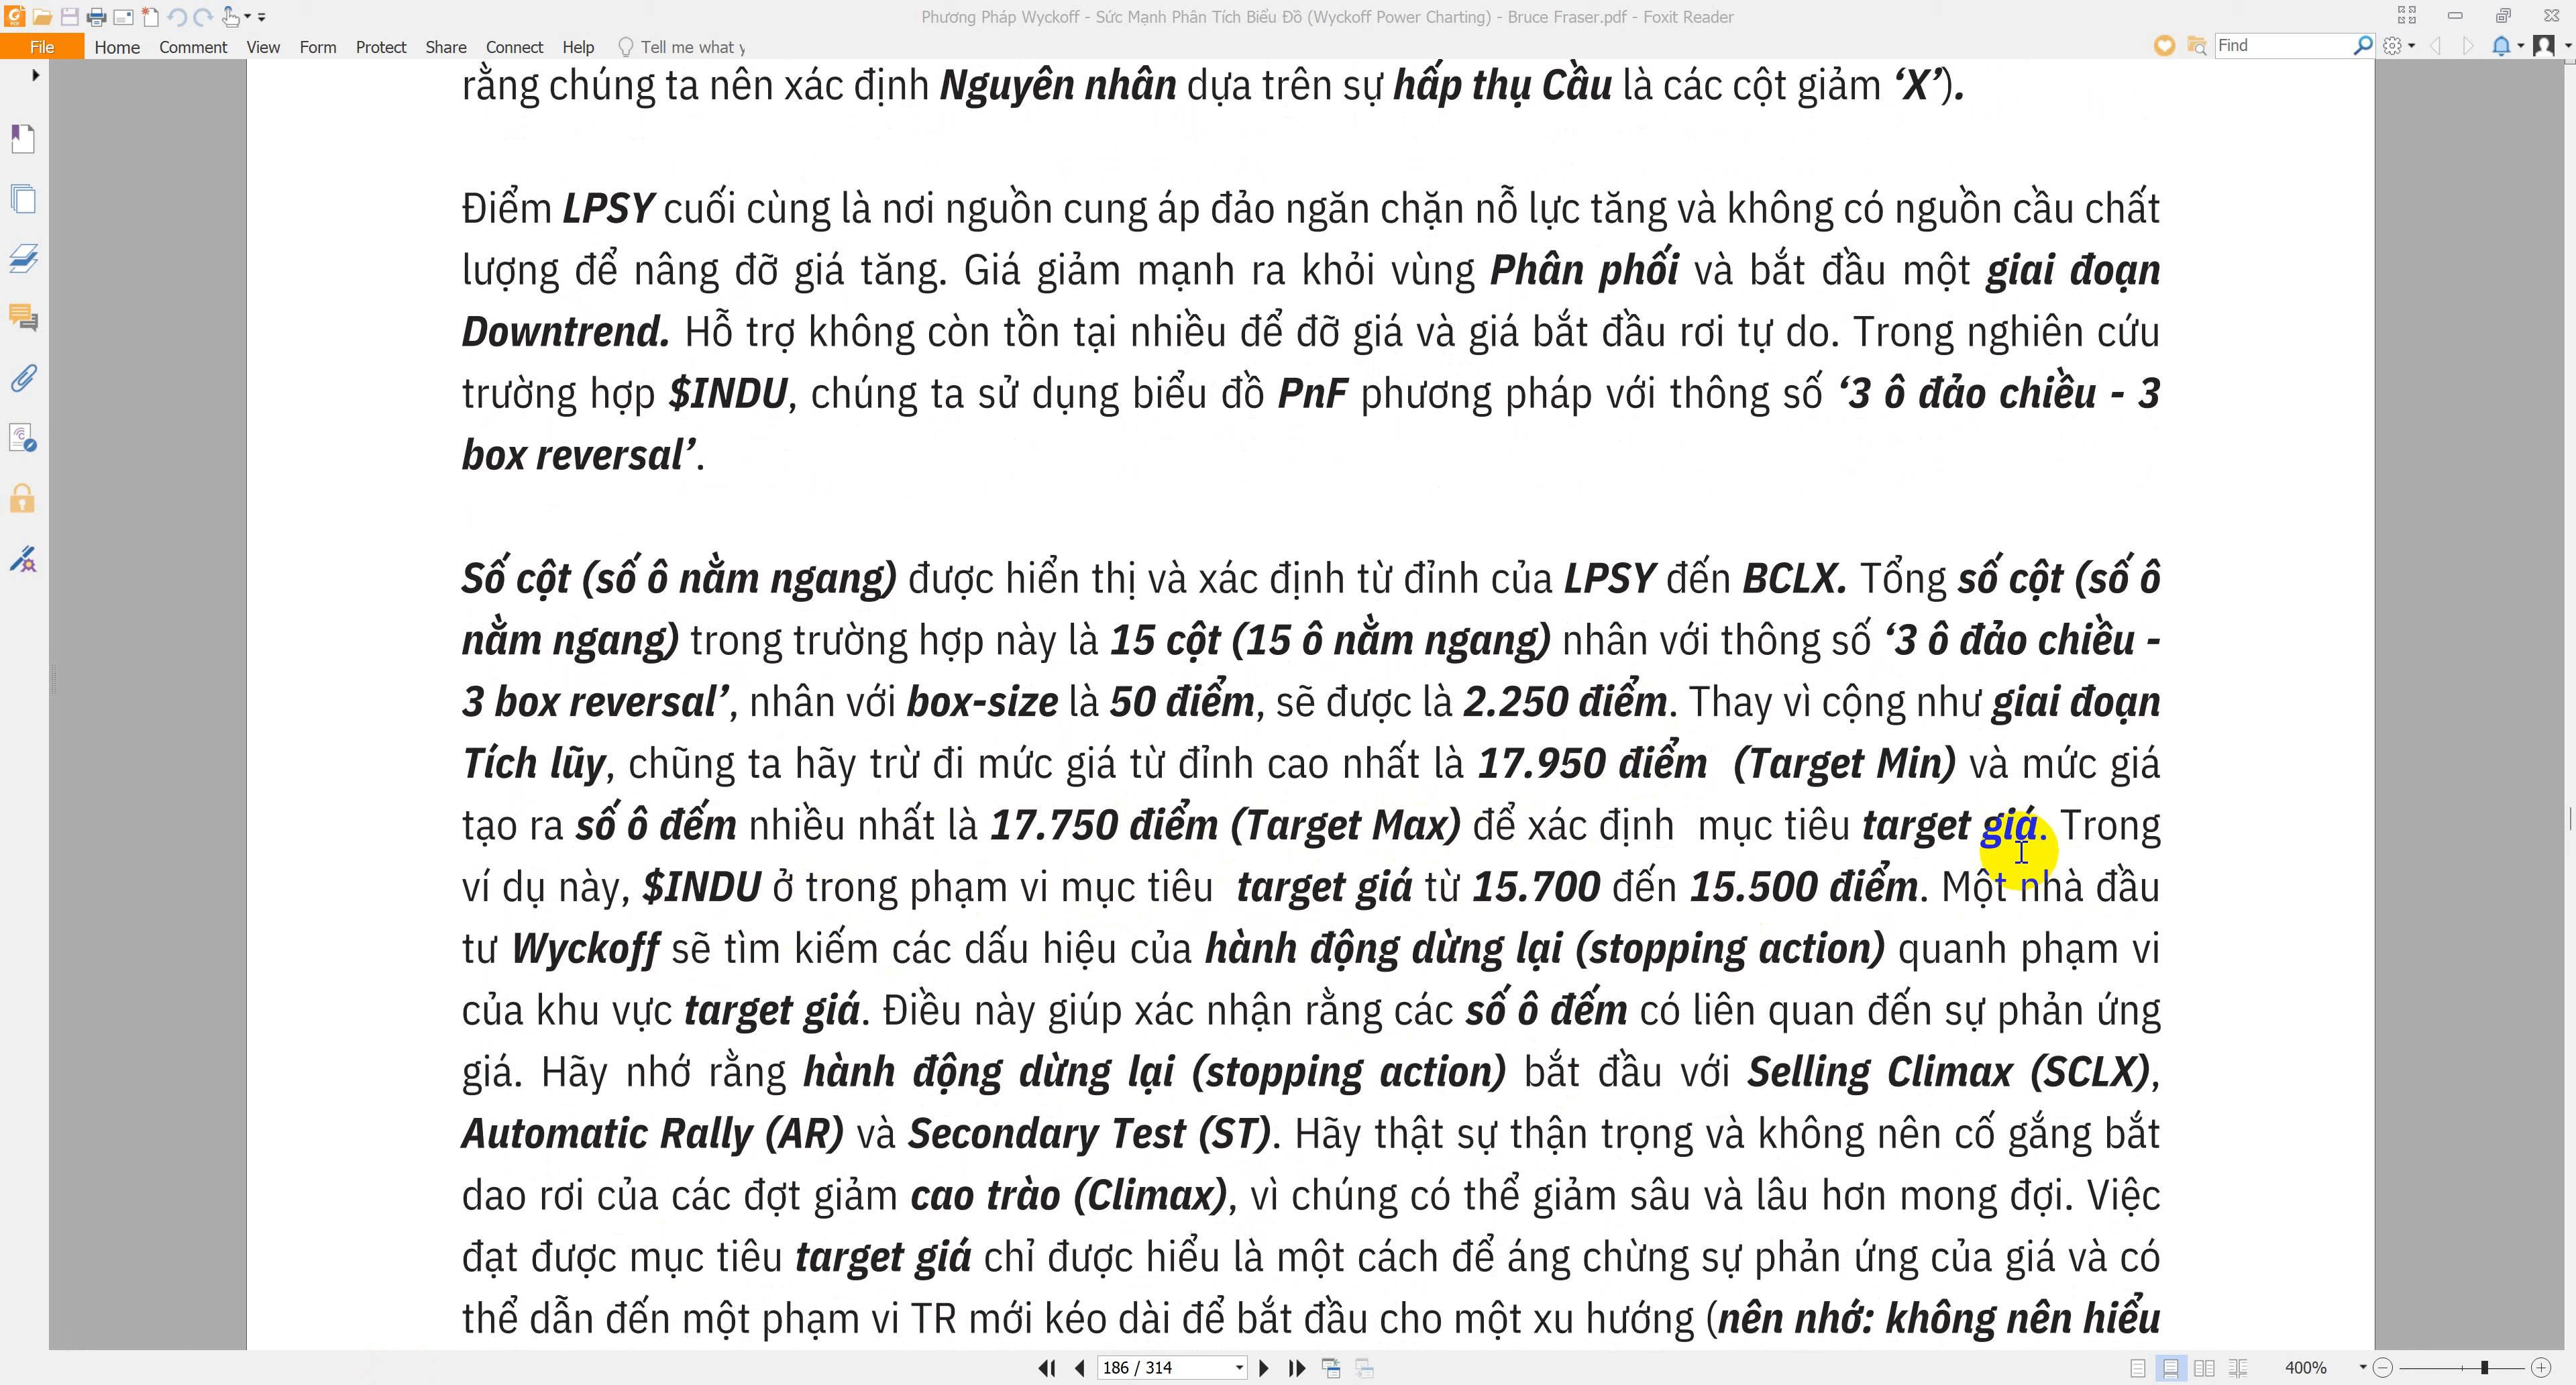 Phương Pháp Wyckoff - Sức Mạnh Phân Tích Biểu Đồ (Wyckoff Power Charting) - Bruce Fraser.pdf - Foxit Reader
File Home Comment View Form Protect Share Connect Help Tell me what y Find
rằng chúng ta nên xác định Nguyên nhân dựa trên sự hấp thụ Cầu là các cột giảm ‘X’).
Điểm LPSY cuối cùng là nơi nguồn cung áp đảo ngăn chặn nỗ lực tăng và không có nguồn cầu chất
lượng để nâng đỡ giá tăng. Giá giảm mạnh ra khỏi vùng Phân phối và bắt đầu một giai đoạn
Downtrend. Hỗ trợ không còn tồn tại nhiều để đỡ giá và giá bắt đầu rơi tự do. Trong nghiên cứu
trường hợp $INDU, chúng ta sử dụng biểu đồ PnF phương pháp với thông số ‘3 ô đảo chiều - 3
box reversal’.
Số cột (số ô nằm ngang) được hiển thị và xác định từ đỉnh của LPSY đến BCLX. Tổng số cột (số ô
nằm ngang) trong trường hợp này là 15 cột (15 ô nằm ngang) nhân với thông số ‘3 ô đảo chiều -
3 box reversal’, nhân với box-size là 50 điểm, sẽ được là 2.250 điểm. Thay vì cộng như giai đoạn
Tích lũy, chũng ta hãy trừ đi mức giá từ đỉnh cao nhất là 17.950 điểm (Target Min) và mức giá
tạo ra số ô đếm nhiều nhất là 17.750 điểm (Target Max) để xác định mục tiêu target giá. Trong
ví dụ này, $INDU ở trong phạm vi mục tiêu target giá từ 15.700 đến 15.500 điểm. Một nhà đầu
tư Wyckoff sẽ tìm kiếm các dấu hiệu của hành động dừng lại (stopping action) quanh phạm vi
của khu vực target giá. Điều này giúp xác nhận rằng các số ô đếm có liên quan đến sự phản ứng
giá. Hãy nhớ rằng hành động dừng lại (stopping action) bắt đầu với Selling Climax (SCLX),
Automatic Rally (AR) và Secondary Test (ST). Hãy thật sự thận trọng và không nên cố gắng bắt
dao rơi của các đợt giảm cao trào (Climax), vì chúng có thể giảm sâu và lâu hơn mong đợi. Việc
đạt được mục tiêu target giá chỉ được hiểu là một cách để áng chừng sự phản ứng của giá và có
thể dẫn đến một phạm vi TR mới kéo dài để bắt đầu cho một xu hướng (nên nhớ: không nên hiểu
186 / 314 400%